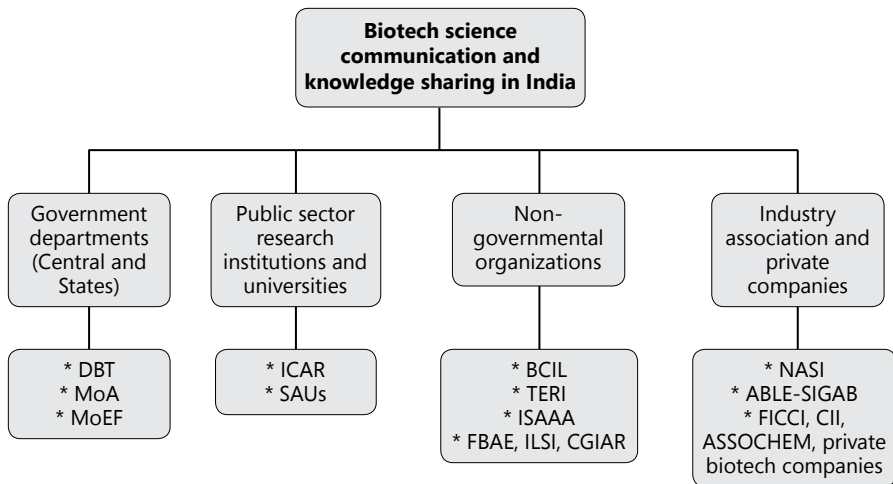 Biotech science
communication and
knowledge sharing in India
Government
departments
(Central and
States)
Public sector
research
institutions and
universities
Non-
governmental
organizations
Industry
association and
private
companies
* DBT
* MoA
* MoEF
* ICAR
* SAUs
* BCIL
* TERI
* ISAAA
* FBAE, ILSI, CGIAR
* NASI
* ABLE-SIGAB
* FICCI, CII,
ASSOCHEM, private
biotech companies